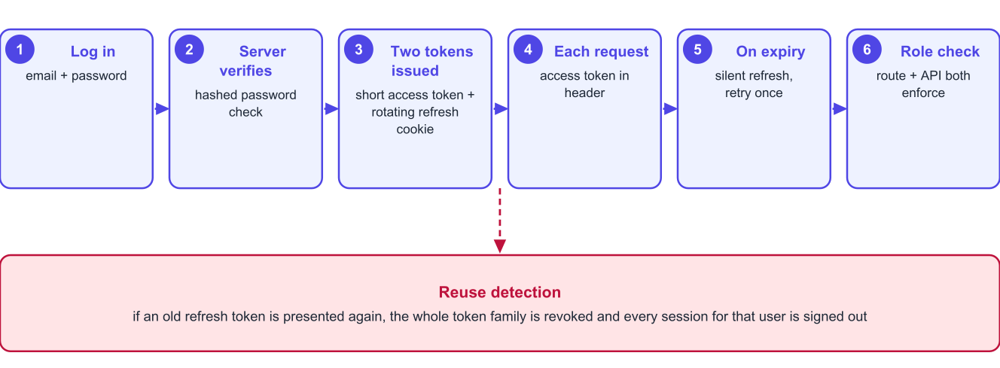 1
Log in
email + password
2
Server
verifies
hashed password
check
3
Two tokens
issued
short access token +
rotating refresh
cookie
4
Each request
access token in
header
5
On expiry
silent refresh,
retry once
6
Role check
route + API both
enforce
Reuse detection
if an old refresh token is presented again, the whole token family is revoked and every session for that user is signed out